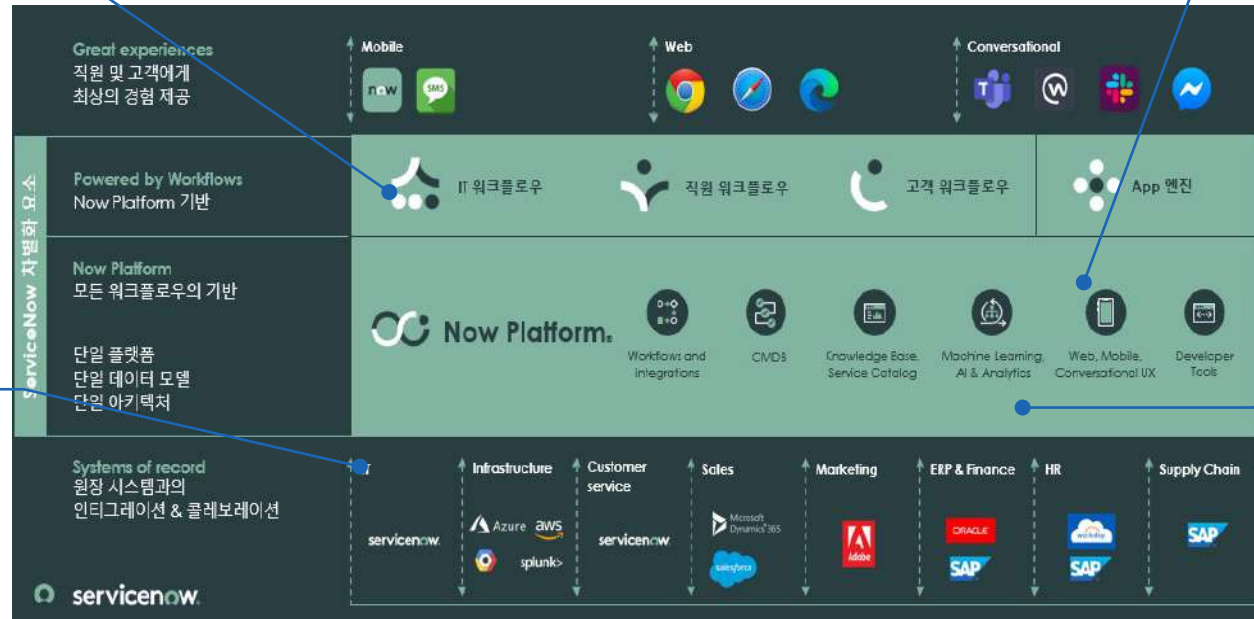 Great experiences
직원 및 고객에게
최상의 경험 제공
Mobile
now
SMS
Web
Conversational
ServiceNow 차별화 요소
Powered by Workflows
Now Platform 기반
IT 워크플로우
직원 워크플로우
고객 워크플로우
App 엔진
Now Platform
모든 워크플로우의 기반
단일 플랫폼
단일 데이터 모델
단일 아키텍처
Now Platform®
Workflows and
integrations
CMDB
Knowledge Base,
Service Catalog
Machine Learning,
AI & Analytics
Web, Mobile,
Conversational UX
Developer
Tools
Systems of record
원장 시스템과의
인티그레이션 & 콜레보레이션
servicenow
Infrastructure
Azure aws
splunk>
Customer
service
servicenow
Sales
Microsoft
Dynamics 365
salesforce
Marketing
Adobe
ERP & Finance
ORACLE
SAP
HR
workday
SAP
Supply Chain
SAP
servicenow